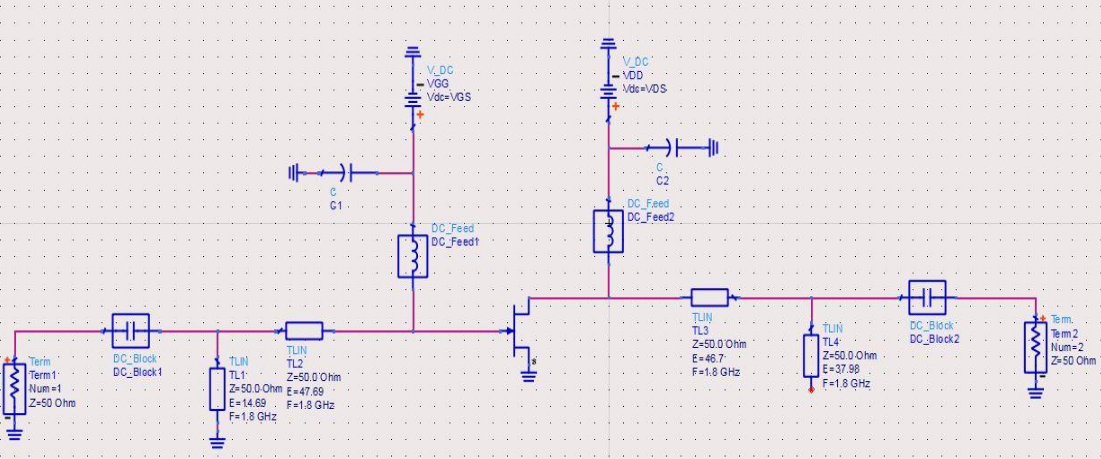 V_DC
VGG
Vdc=VGS
V_DC
VDD
Vdc=VDS
C
C1
C
C2
DC_Feed
DC_Feed1
DC_Feed
DC_Feed2
Term
Term1
Num=1
Z=50 Ohm
DC_Block
DC_Block1
TLIN
TL1
Z=50.0 Ohm
E=14.69
F=1.8 GHz
TLIN
TL2
Z=50.0 Ohm
E=47.69
F=1.8 GHz
s
TLIN
TL3
Z=50.0 Ohm
E=46.7
F=1.8 GHz
TLIN
TL4
Z=50.0 Ohm
E=37.98
F=1.8 GHz
DC_Block
DC_Block2
Term
Term2
Num=2
Z=50 Ohm